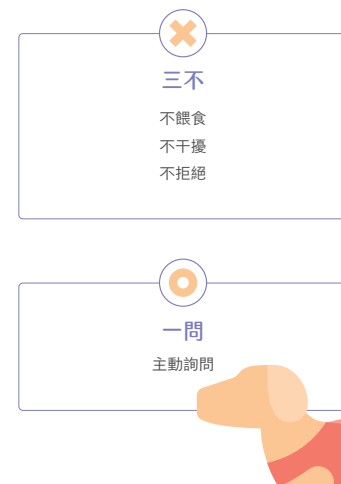 三不
不餵食
不干擾
不拒絕
一問
主動詢問